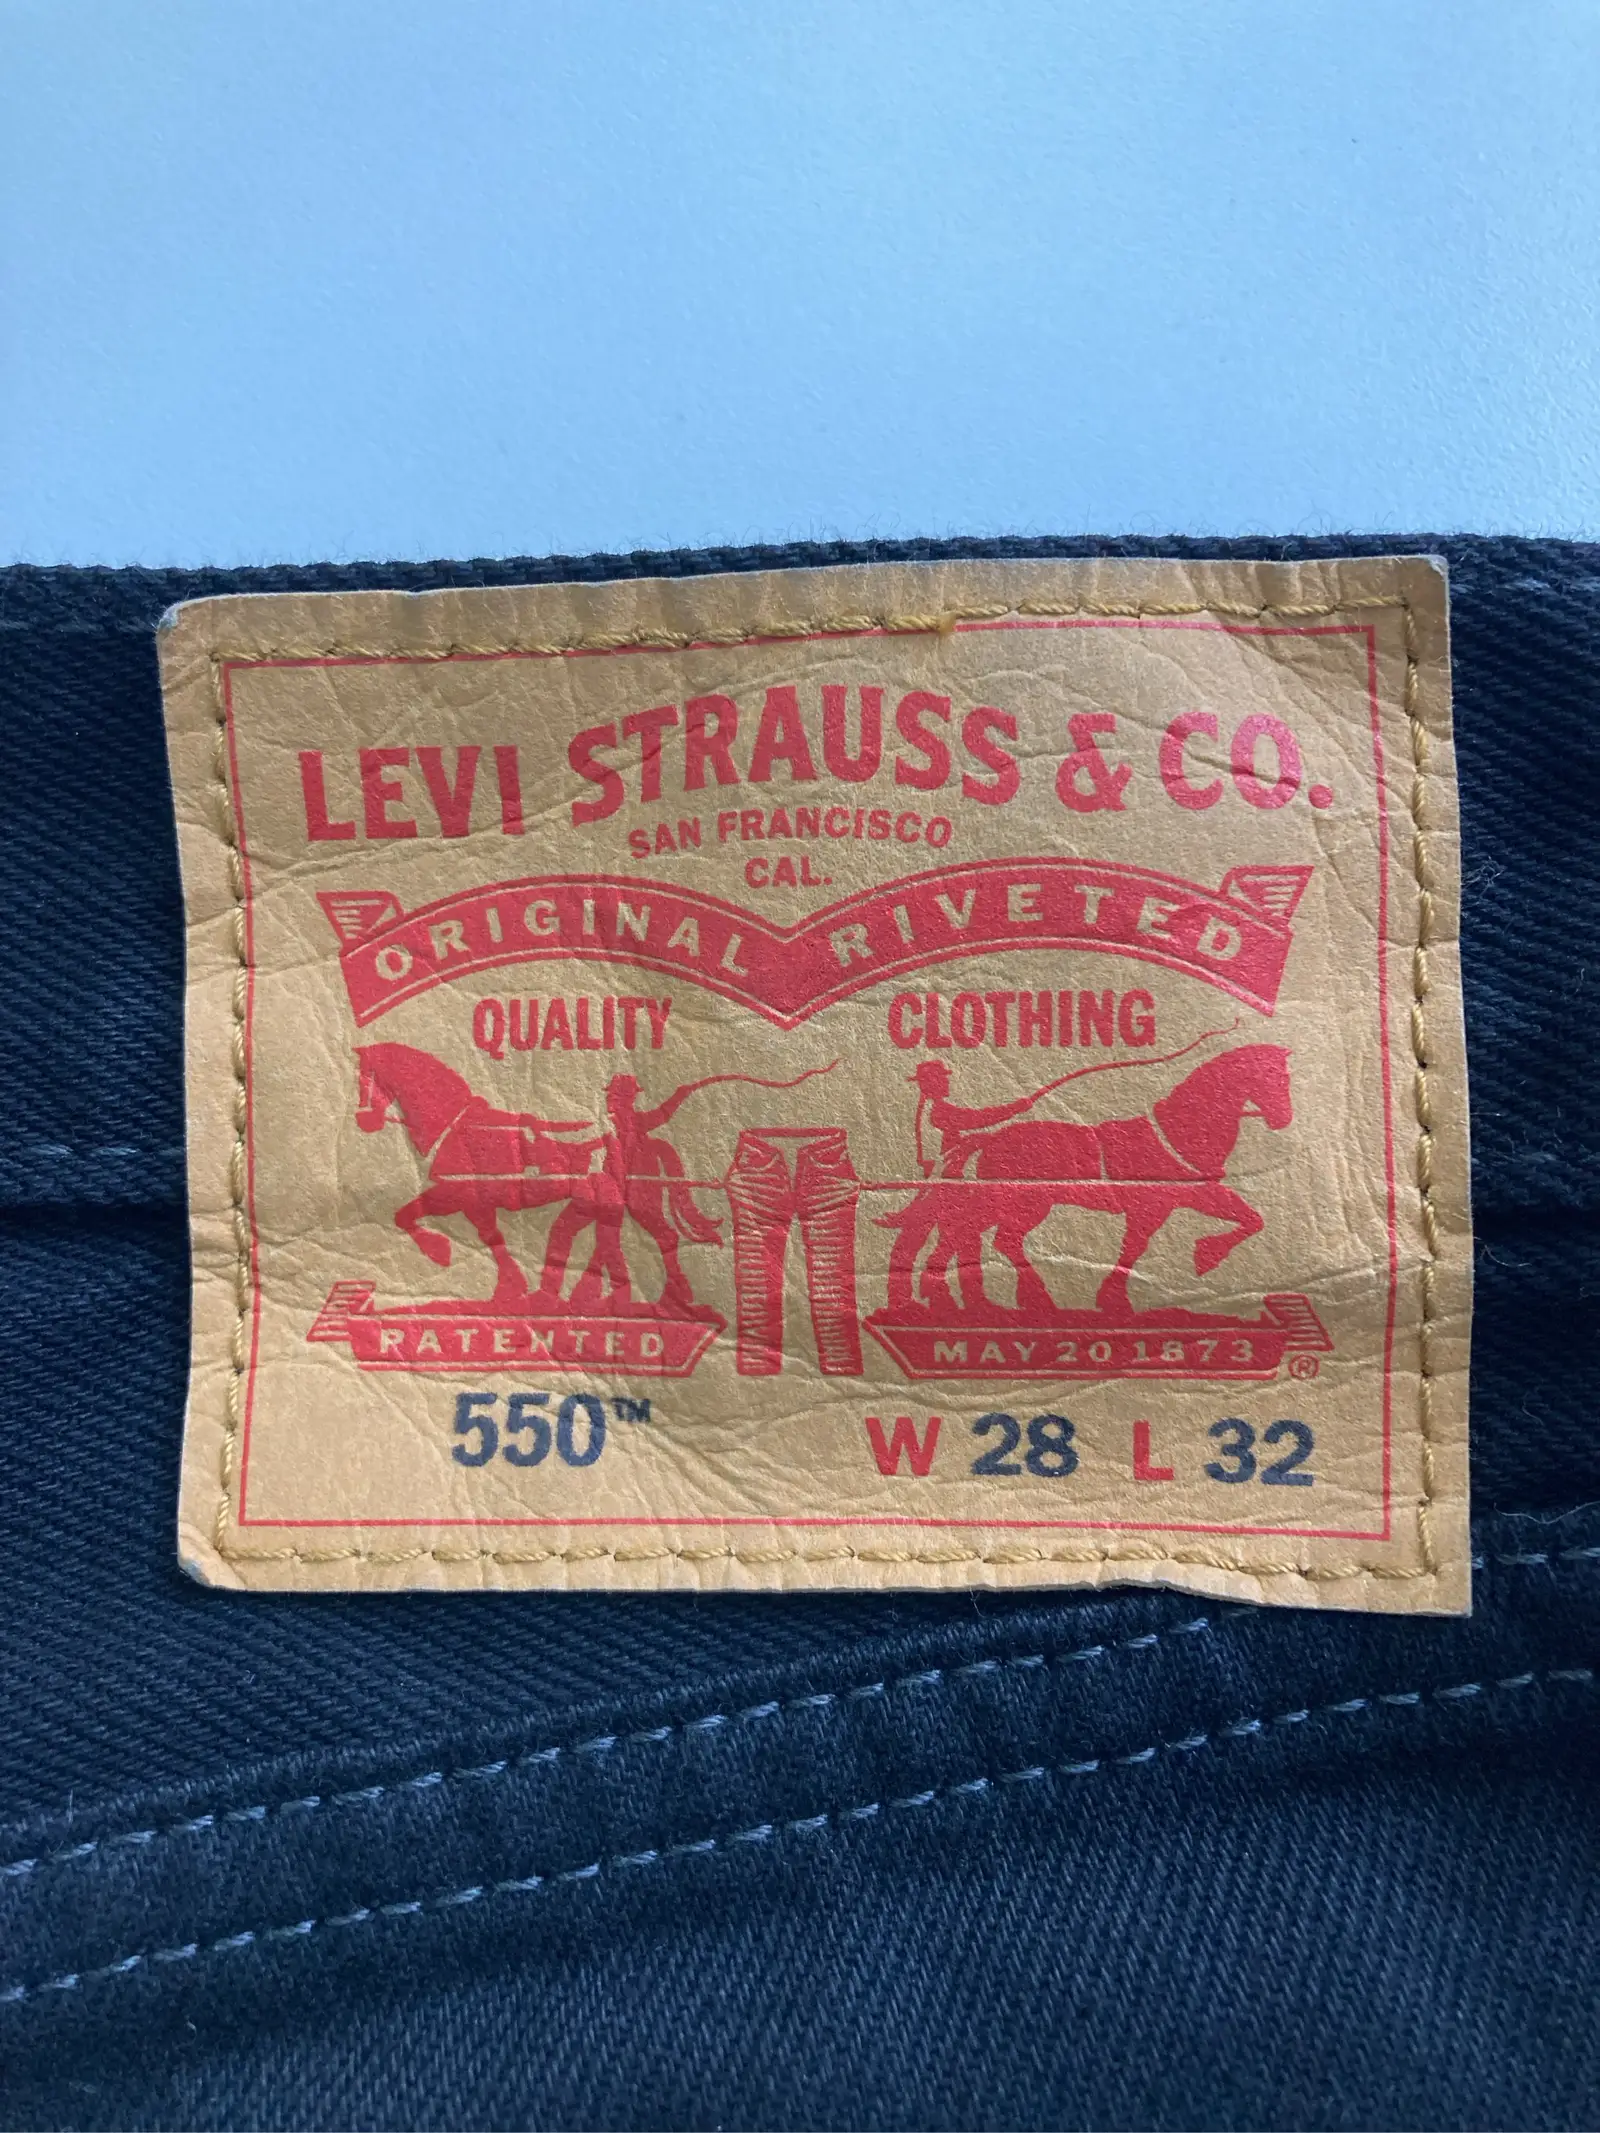 LEVI STRAUSS & CO.
SAN FRANCISCO
CAL.
ORIGINAL RIVETED
QUALITY CLOTHING
PATENTED MAY 20 1873 ®
550™ W 28 L 32